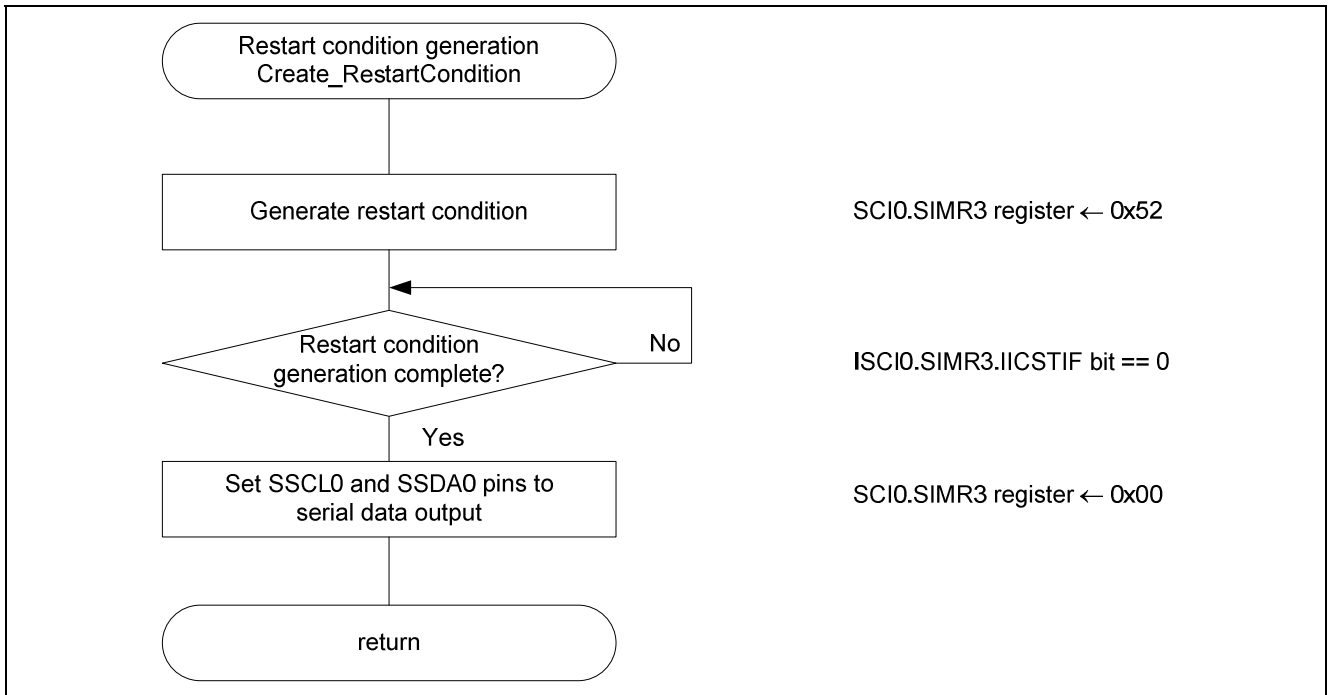 Restart condition generation
Create_RestartCondition
Generate restart condition
SCI0.SIMR3 register ← 0x52
Restart condition
generation complete?
No
ISCI0.SIMR3.IICSTIF bit == 0
Yes
Set SSCL0 and SSDA0 pins to
serial data output
SCI0.SIMR3 register ← 0x00
return